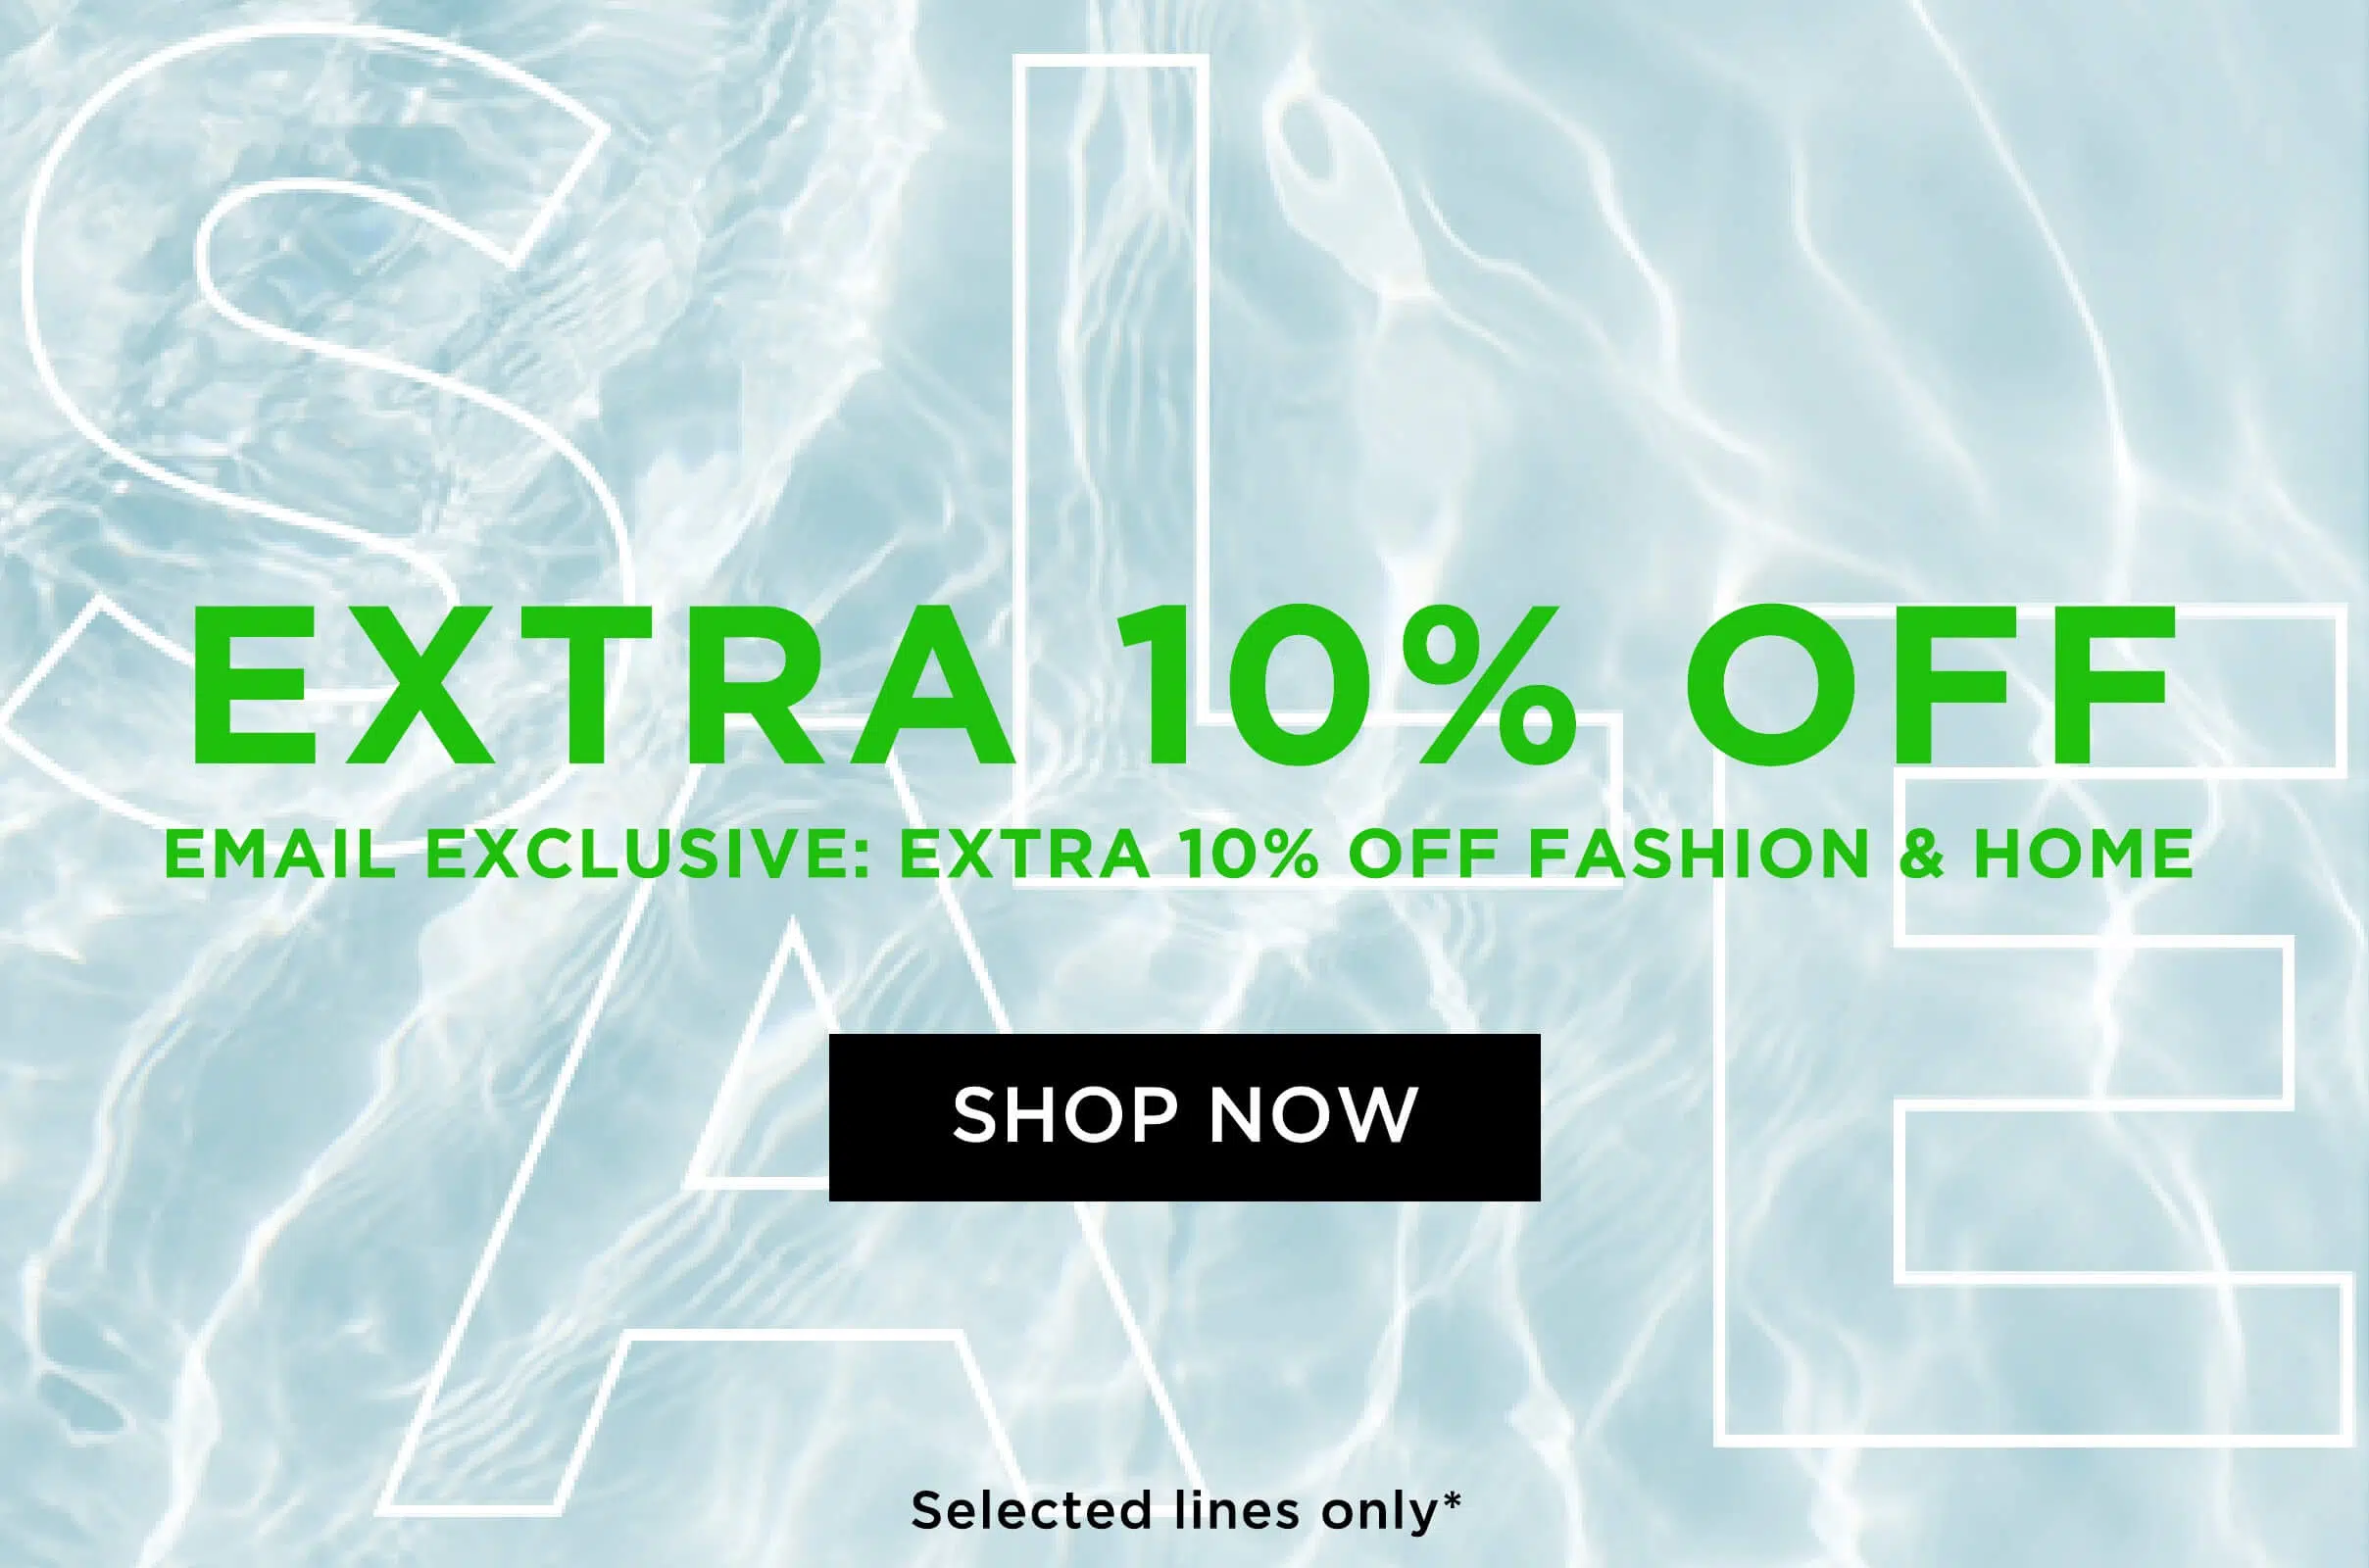 SALE
EXTRA 10% OFF
EMAIL EXCLUSIVE: EXTRA 10% OFF FASHION & HOME
SHOP NOW
Selected lines only*